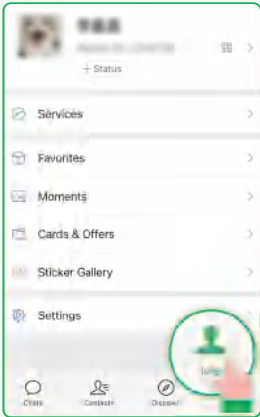 + Status
Services
Favorites
Moments
Cards & Offers
Sticker Gallery
Settings
Chats
Contacts
Discover